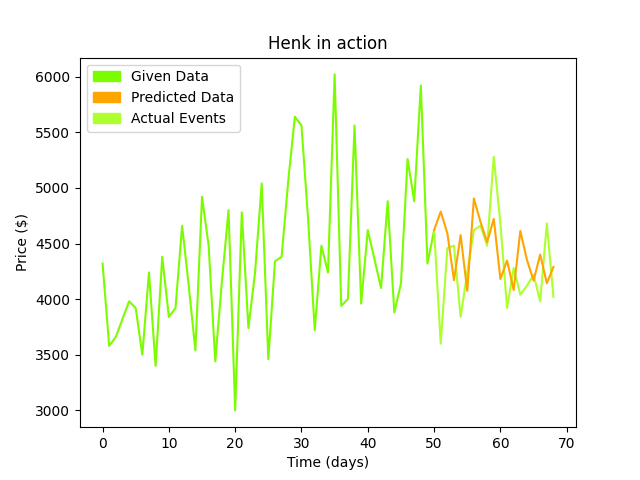 Henk in action
Given Data
Predicted Data
Actual Events
Price ($)
6000
5500
5000
4500
4000
3500
3000
0 10 20 30 40 50 60 70
Time (days)